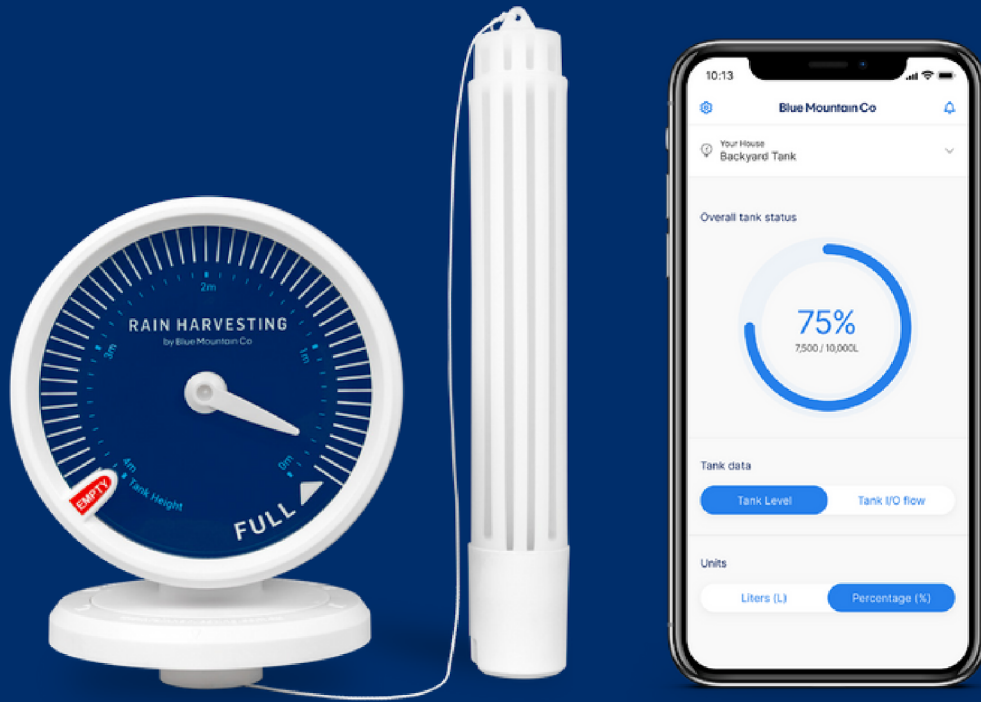 2m
RAIN HARVESTING
by Blue Mountain Co
3m
1m
4m
Tank Height
0m
EMPTY
FULL
10:13
Blue Mountain Co
Your House
Backyard Tank
Overall tank status
75%
7,500 / 10,000L
Tank data
Tank Level
Tank I/O flow
Units
Liters (L)
Percentage (%)